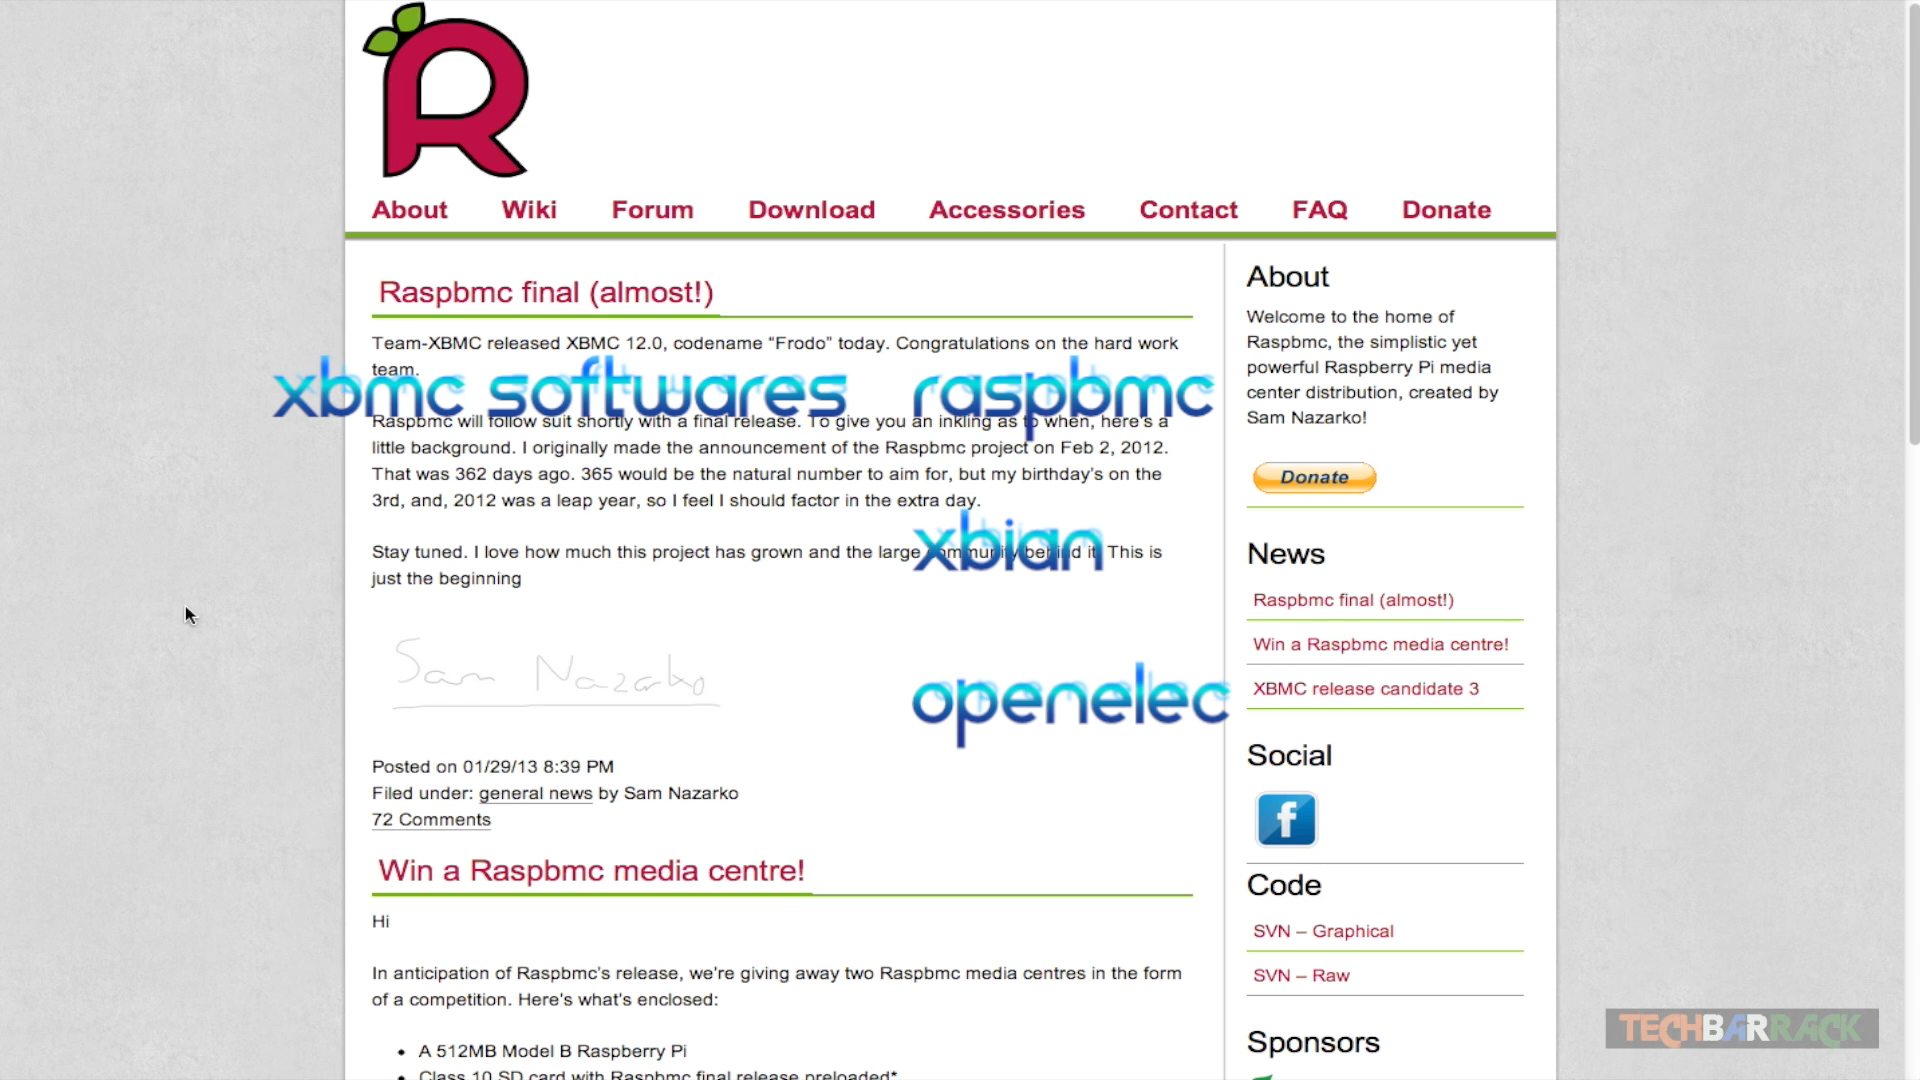 R
About Wiki Forum Download Accessories Contact FAQ Donate
Raspbmc final (almost!)
Team-XBMC released XBMC 12.0, codename “Frodo” today. Congratulations on the hard work
team.
xbmc softwares raspbmc
Raspbmc will follow suit shortly with a final release. To give you an inkling as to when, here’s a
little background. I originally made the announcement of the Raspbmc project on Feb 2, 2012.
That was 362 days ago. 365 would be the natural number to aim for, but my birthday’s on the
3rd, and, 2012 was a leap year, so I feel I should factor in the extra day.
xbian
Stay tuned. I love how much this project has grown and the large community behind it. This is
just the beginning
Sam Nazarko
openelec
Posted on 01/29/13 8:39 PM
Filed under: general news by Sam Nazarko
72 Comments
Win a Raspbmc media centre!
Hi
In anticipation of Raspbmc’s release, we’re giving away two Raspbmc media centres in the form
of a competition. Here’s what’s enclosed:
• A 512MB Model B Raspberry Pi
• Class 10 SD card with Raspbmc final release preloaded*
About
Welcome to the home of
Raspbmc, the simplistic yet
powerful Raspberry Pi media
center distribution, created by
Sam Nazarko!
Donate
News
Raspbmc final (almost!)
Win a Raspbmc media centre!
XBMC release candidate 3
Social
f
Code
SVN – Graphical
SVN – Raw
Sponsors
TECHBARRACK